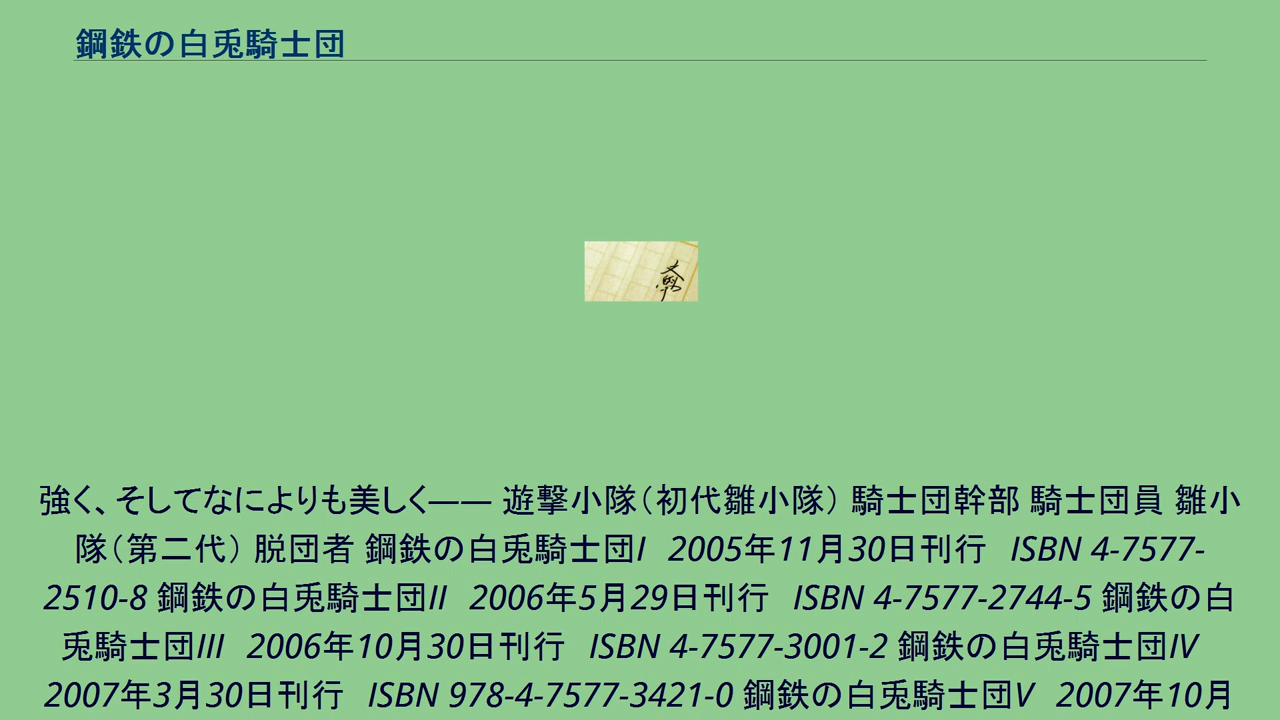 鋼鉄の白兎騎士団
強く、そしてなによりも美しく—— 遊撃小隊（初代雛小隊） 騎士団幹部 騎士団員 雛小
隊（第二代） 脱団者 鋼鉄の白兎騎士団I 2005年11月30日刊行 ISBN 4-7577-
2510-8 鋼鉄の白兎騎士団II 2006年5月29日刊行 ISBN 4-7577-2744-5 鋼鉄の白
兎騎士団III 2006年10月30日刊行 ISBN 4-7577-3001-2 鋼鉄の白兎騎士団IV
2007年3月30日刊行 ISBN 978-4-7577-3421-0 鋼鉄の白兎騎士団V 2007年10月